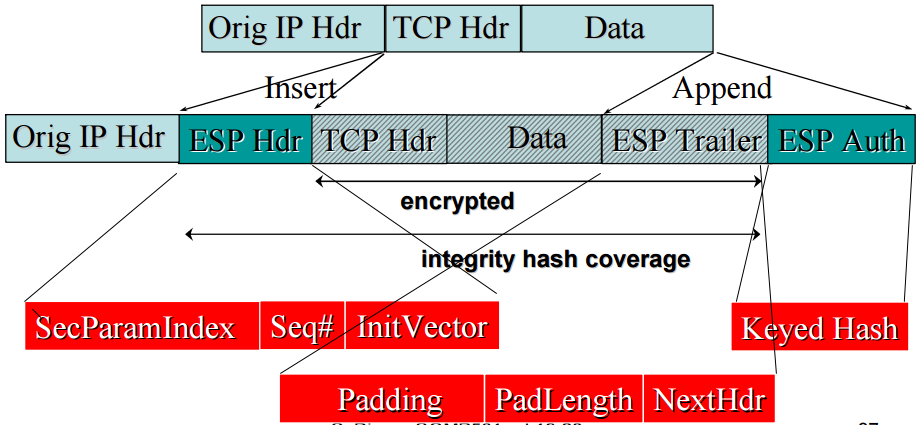 Orig IP Hdr TCP Hdr Data
Insert Append
Orig IP Hdr ESP Hdr TCP Hdr Data ESP Trailer ESP Auth
encrypted
integrity hash coverage
SecParamIndex Seq# InitVector Keyed Hash
Padding PadLength NextHdr